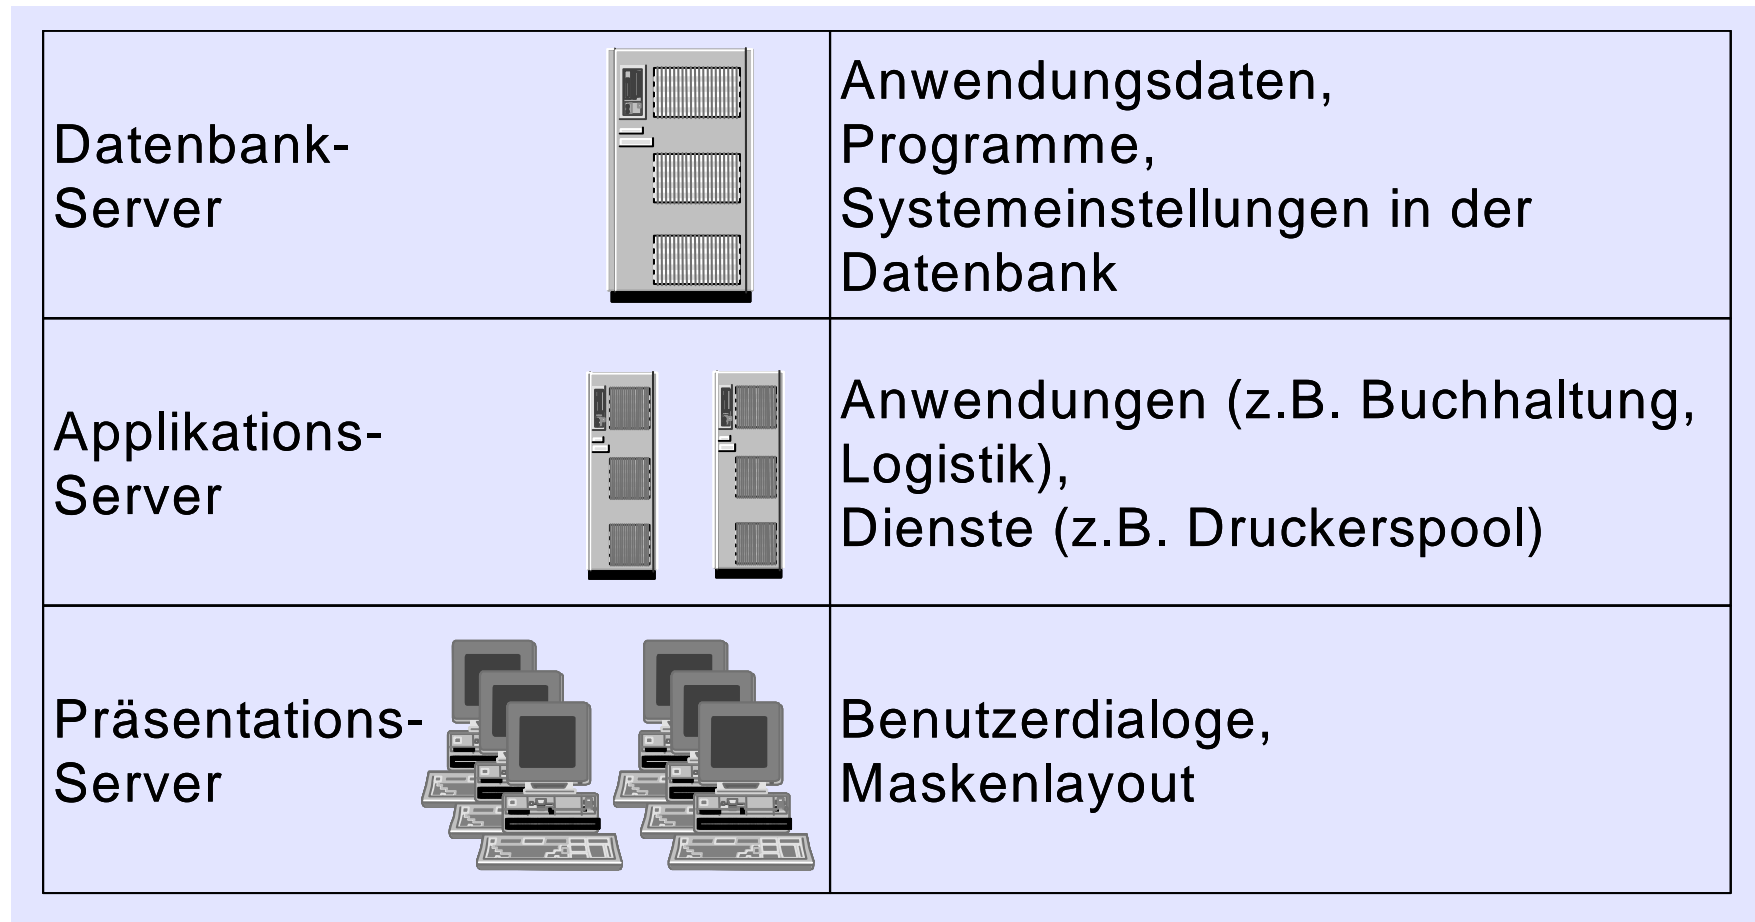 Datenbank-
Server
Anwendungsdaten,
Programme,
Systemeinstellungen in der
Datenbank
Applikations-
Server
Anwendungen (z.B. Buchhaltung,
Logistik),
Dienste (z.B. Druckerspool)
Präsentations-
Server
Benutzerdialoge,
Maskenlayout